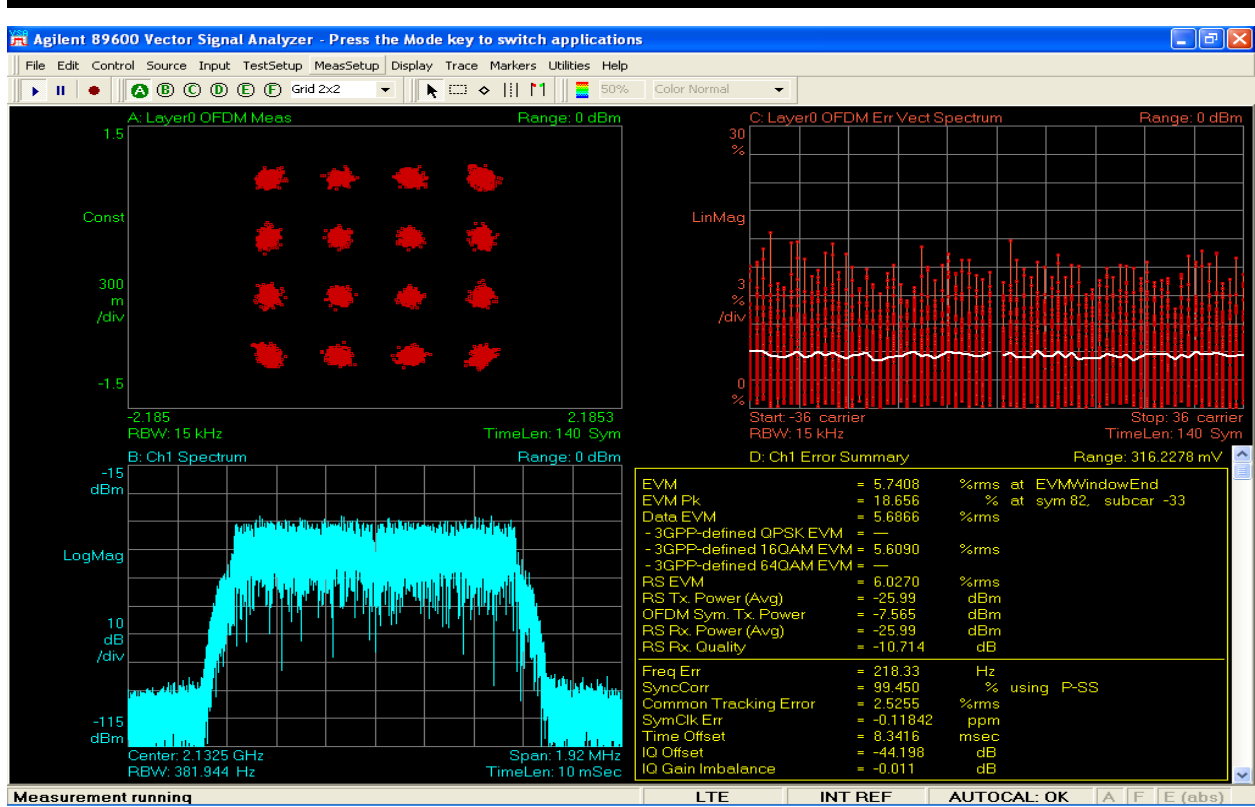 Agilent 89600 Vector Signal Analyzer - Press the Mode key to switch applications
File Edit Control Source Input TestSetup MeasSetup Display Trace Markers Utilities Help
A B C D E F Grid 2x2 50% Color Normal
A: Layer0 OFDM Meas Range: 0 dBm
1.5
Const
300
m
/div
-1.5
-2.185 2.1853
RBW: 15 kHz TimeLen: 140 Sym
C: Layer0 OFDM Err Vect Spectrum Range: 0 dBm
30
%
LinMag
3
%
/div
0
%
Start: -36 carrier Stop: 36 carrier
RBW: 15 kHz TimeLen: 140 Sym
B: Ch1 Spectrum Range: 0 dBm
-15
dBm
LogMag
10
dB
/div
-115
dBm
Center: 2.1325 GHz Span: 1.92 MHz
RBW: 381.944 Hz TimeLen: 10 mSec
D: Ch1 Error Summary Range: 316.2278 mV
EVM = 5.7408 %rms at EVMWindowEnd
EVM Pk = 18.656 % at sym 82, subcar -33
Data EVM = 5.6866 %rms
- 3GPP-defined QPSK EVM = —
- 3GPP-defined 16QAM EVM = 5.6090 %rms
- 3GPP-defined 64QAM EVM = —
RS EVM = 6.0270 %rms
RS Tx. Power (Avg) = -25.99 dBm
OFDM Sym. Tx. Power = -7.565 dBm
RS Rx. Power (Avg) = -25.99 dBm
RS Rx. Quality = -10.714 dB
Freq Err = 218.33 Hz
SyncCorr = 99.450 % using P-SS
Common Tracking Error = 2.5255 %rms
SymClk Err = -0.11842 ppm
Time Offset = 8.3416 msec
IQ Offset = -44.198 dB
IQ Gain Imbalance = -0.011 dB
Measurement running LTE INT REF AUTOCAL: OK A F E (abs)